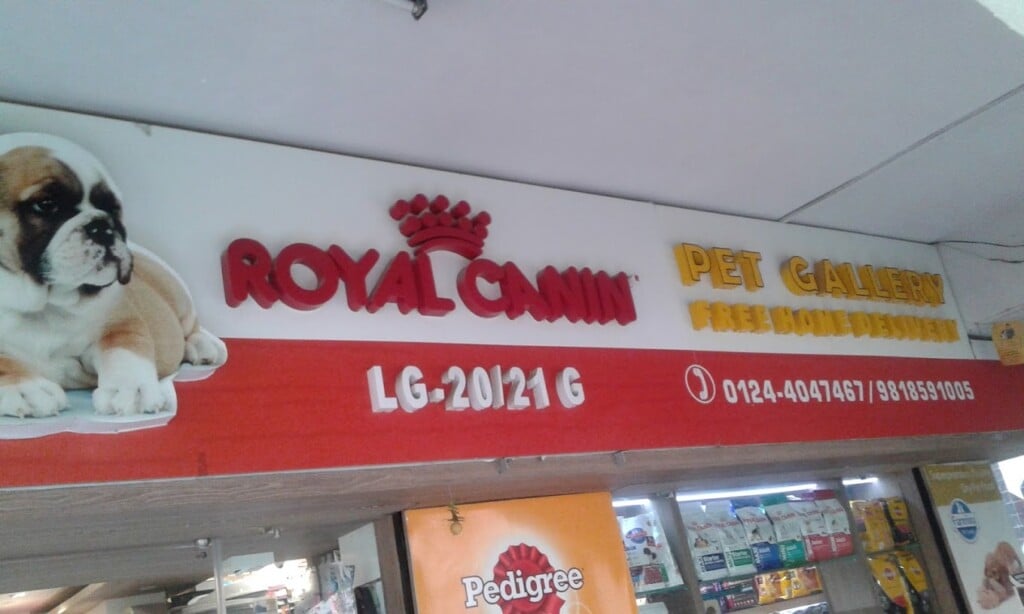 ROYAL CANIN
PET GALLERY
FREE HOME DELIVERY
LG-20/21 G
0124-4047467 / 9818591005
Pedigree